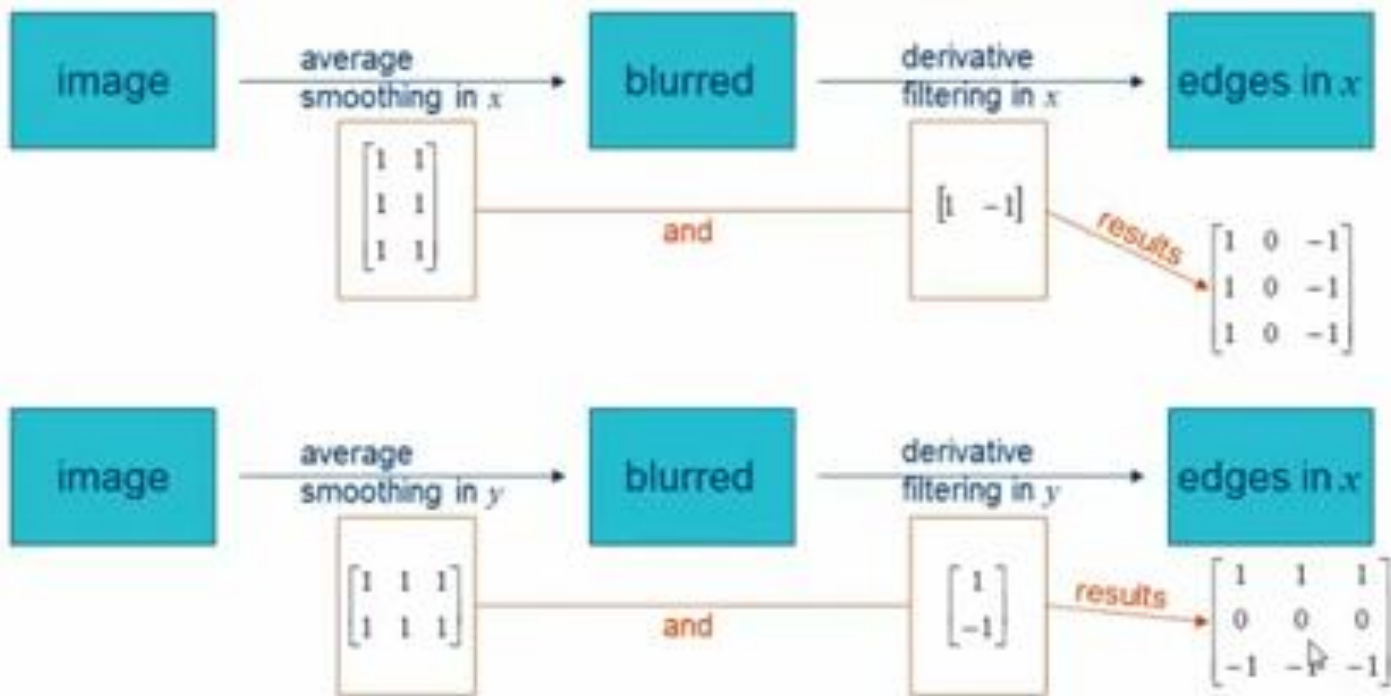 image
average
smoothing in x
blurred
derivative
filtering in x
edges in x
1 1
1 1
1 1
and
[1 -1]
results
1 0 -1
1 0 -1
1 0 -1
image
average
smoothing in y
blurred
derivative
filtering in y
edges in x
1 1 1
1 1 1
and
1
-1
results
1 1 1
0 0 0
-1 -1 -1